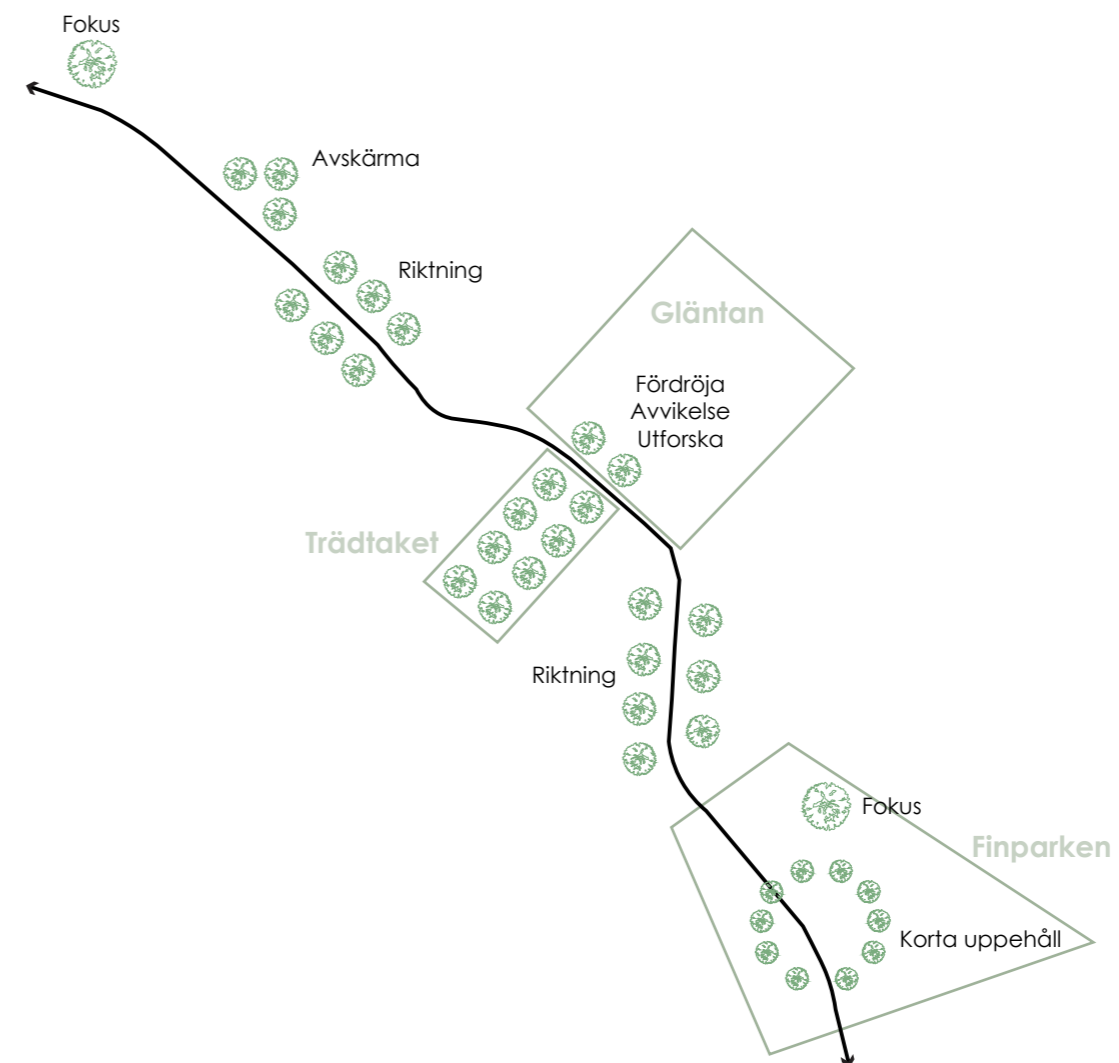 Fokus
Avskärma
Riktning
Gläntan
Fördröja
Avvikelse
Utforska
Trädtaket
Riktning
Fokus
Finparken
Korta uppehåll